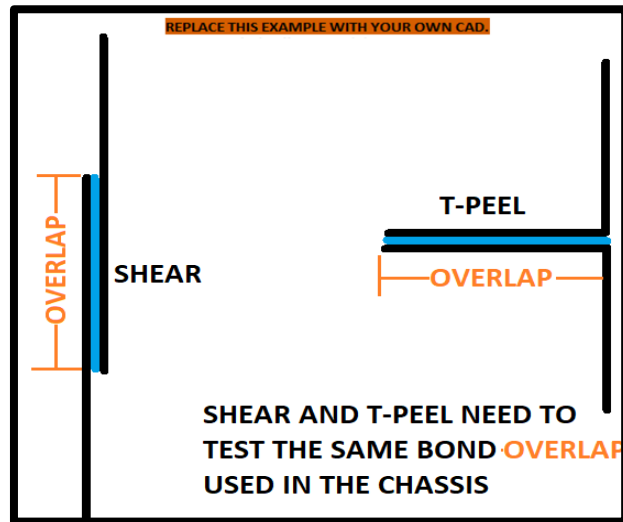 REPLACE THIS EXAMPLE WITH YOUR OWN CAD.
OVERLAP
SHEAR
T-PEEL
OVERLAP
SHEAR AND T-PEEL NEED TO
TEST THE SAME BOND OVERLAP
USED IN THE CHASSIS